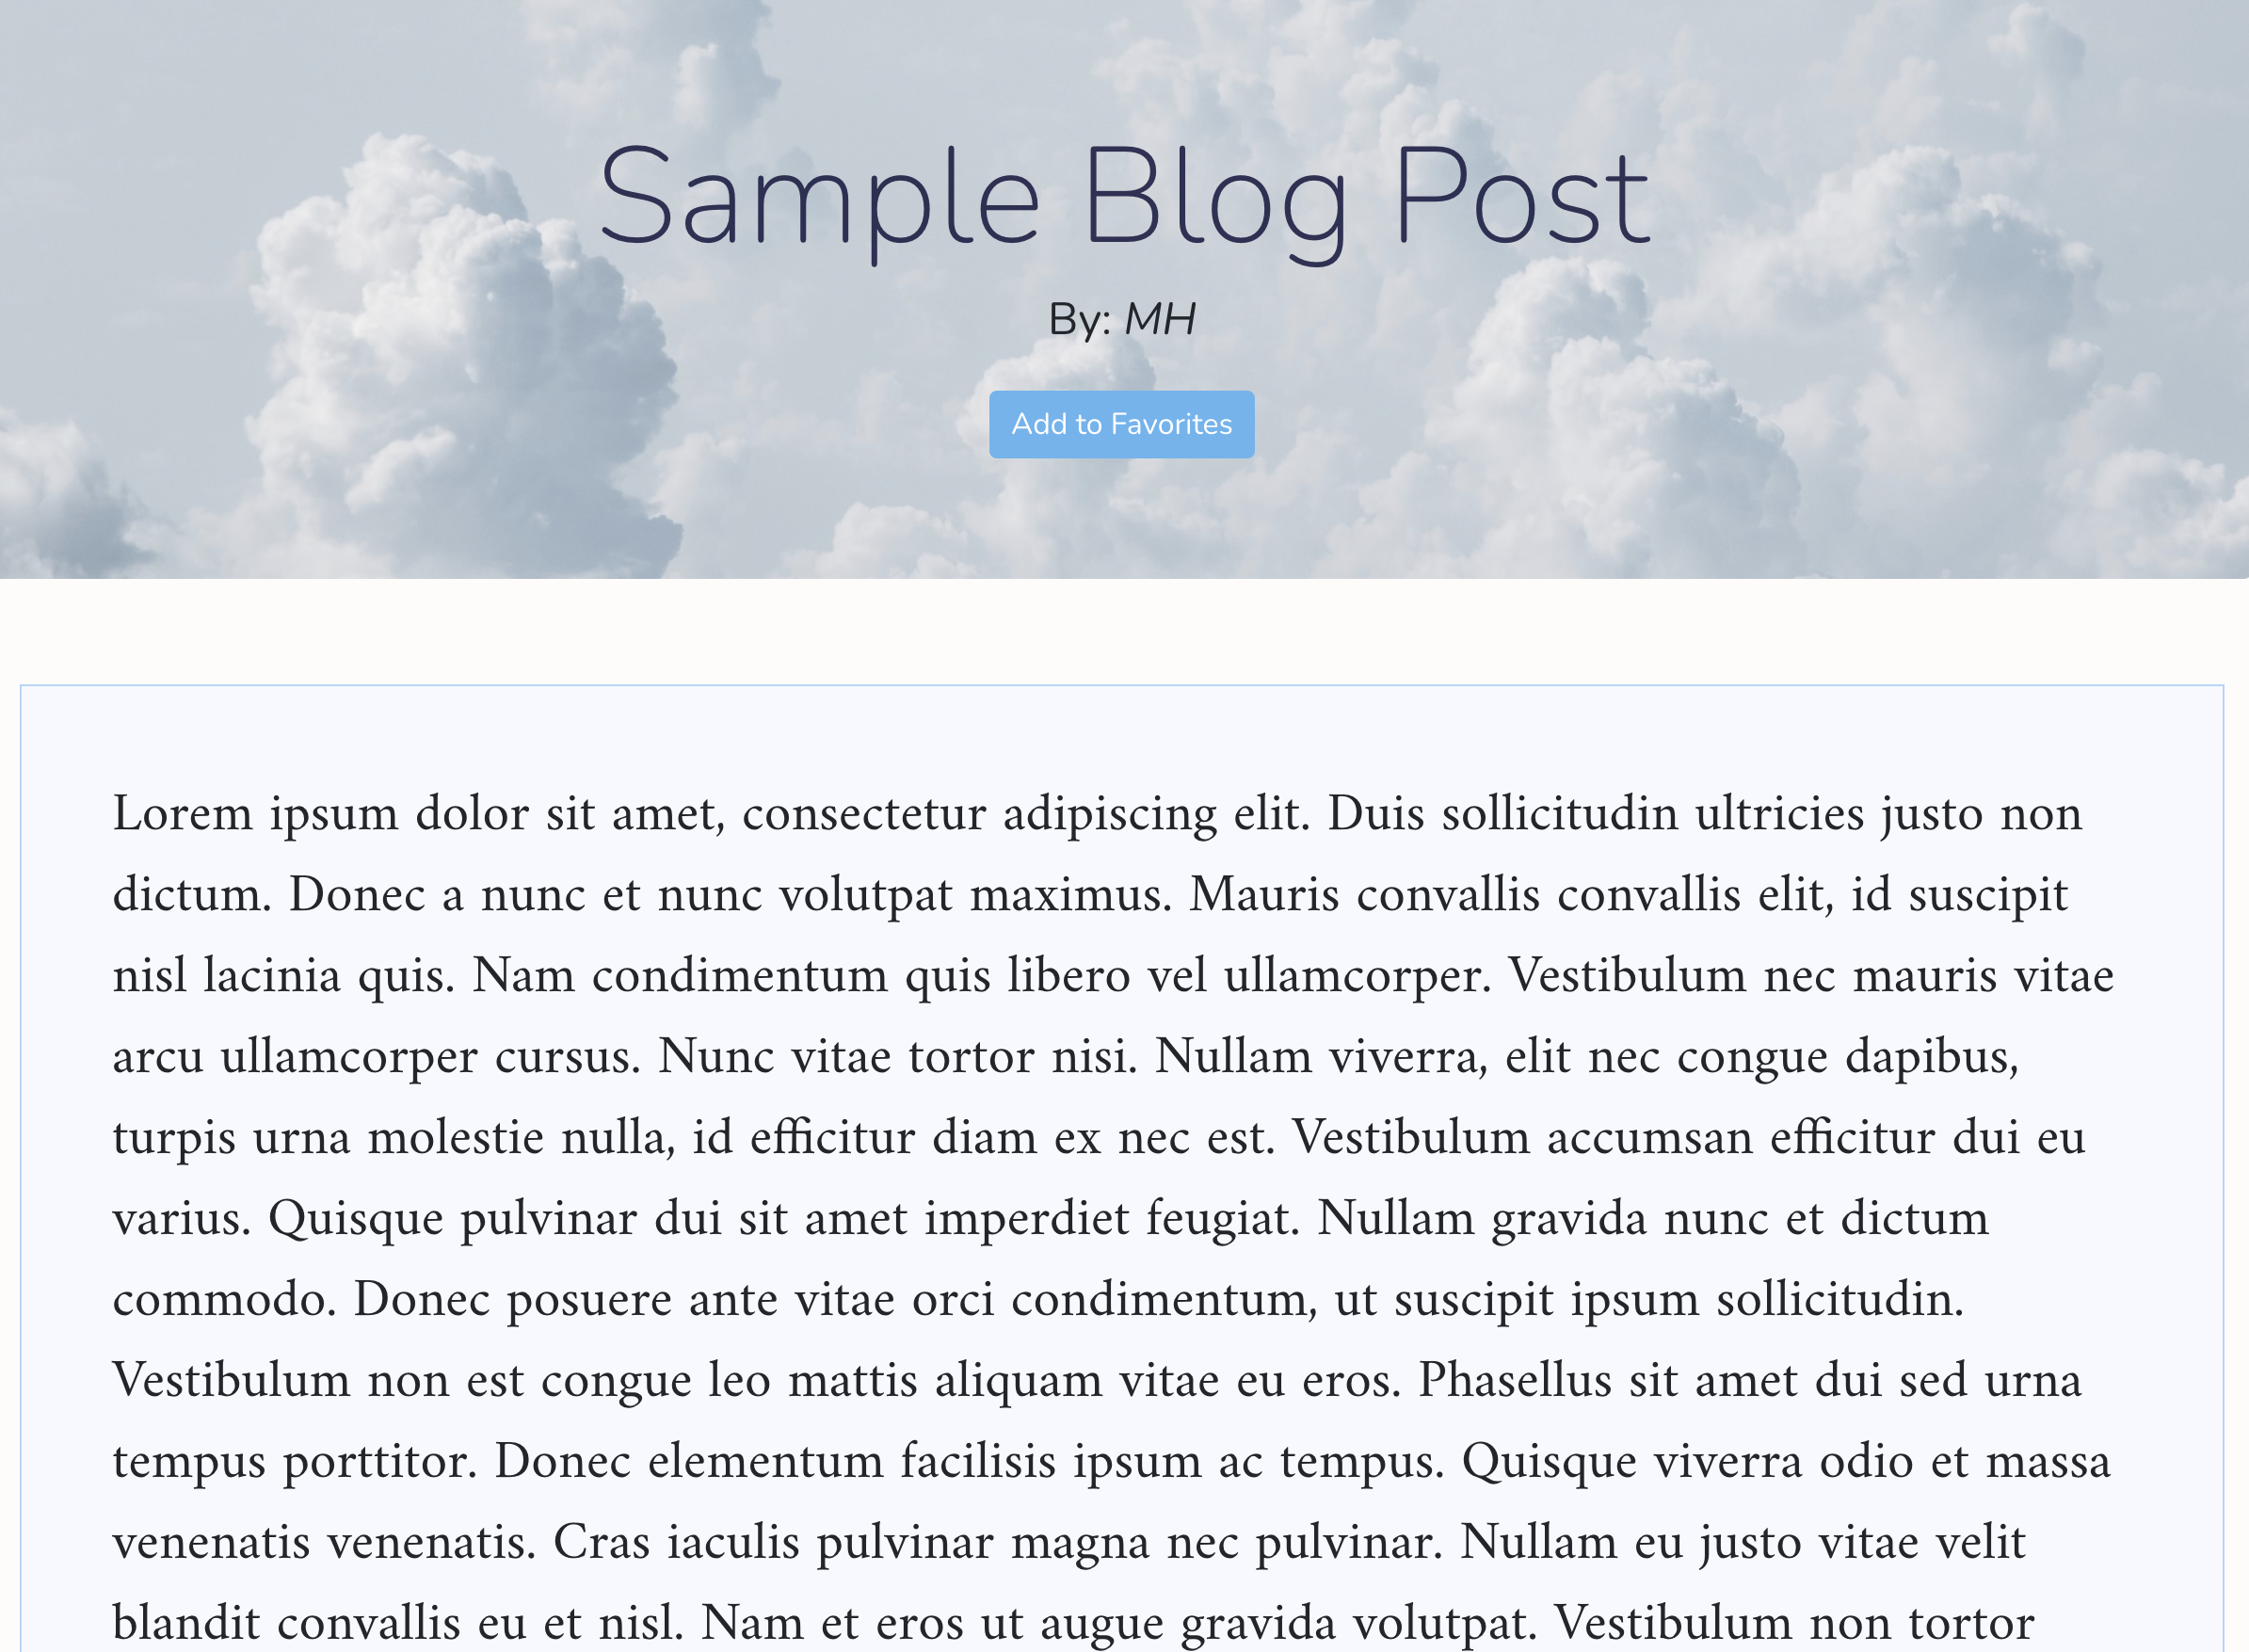 Sample Blog Post
By: MH
Add to Favorites
Lorem ipsum dolor sit amet, consectetur adipiscing elit. Duis sollicitudin ultricies justo non
dictum. Donec a nunc et nunc volutpat maximus. Mauris convallis convallis elit, id suscipit
nisl lacinia quis. Nam condimentum quis libero vel ullamcorper. Vestibulum nec mauris vitae
arcu ullamcorper cursus. Nunc vitae tortor nisi. Nullam viverra, elit nec congue dapibus,
turpis urna molestie nulla, id efficitur diam ex nec est. Vestibulum accumsan efficitur dui eu
varius. Quisque pulvinar dui sit amet imperdiet feugiat. Nullam gravida nunc et dictum
commodo. Donec posuere ante vitae orci condimentum, ut suscipit ipsum sollicitudin.
Vestibulum non est congue leo mattis aliquam vitae eu eros. Phasellus sit amet dui sed urna
tempus porttitor. Donec elementum facilisis ipsum ac tempus. Quisque viverra odio et massa
venenatis venenatis. Cras iaculis pulvinar magna nec pulvinar. Nullam eu justo vitae velit
blandit convallis eu et nisl. Nam et eros ut augue gravida volutpat. Vestibulum non tortor